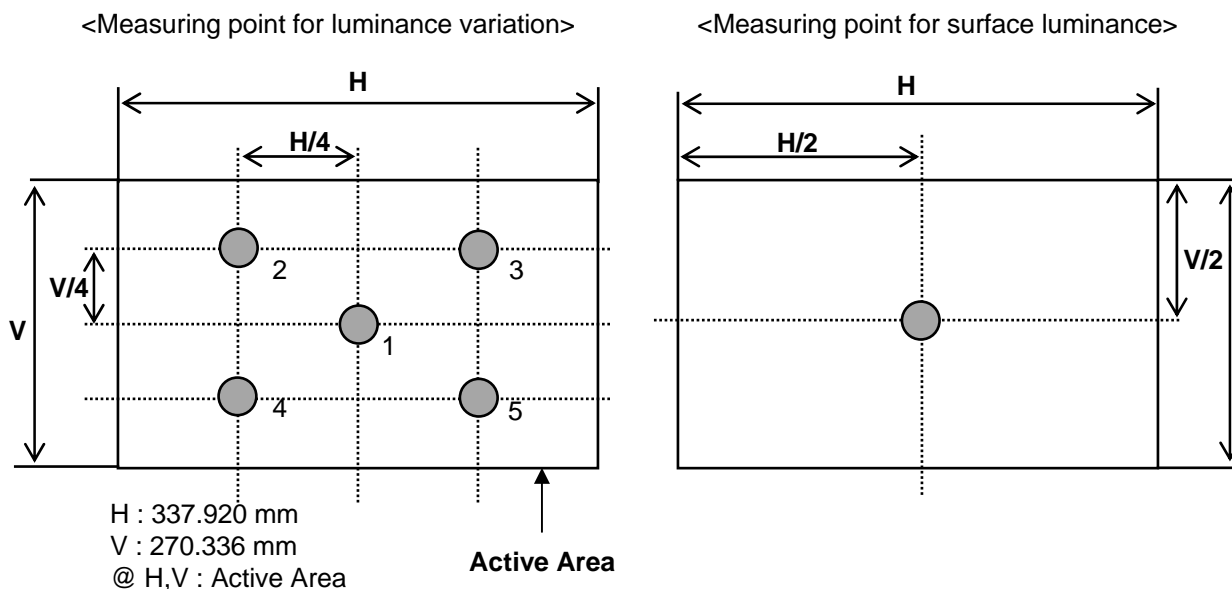 <Measuring point for luminance variation>
<Measuring point for surface luminance>
H
H
H/4
H/2
2
3
V/4
V/2
V
1
4
5
H : 337.920 mm
V : 270.336 mm
@ H,V : Active Area
Active Area